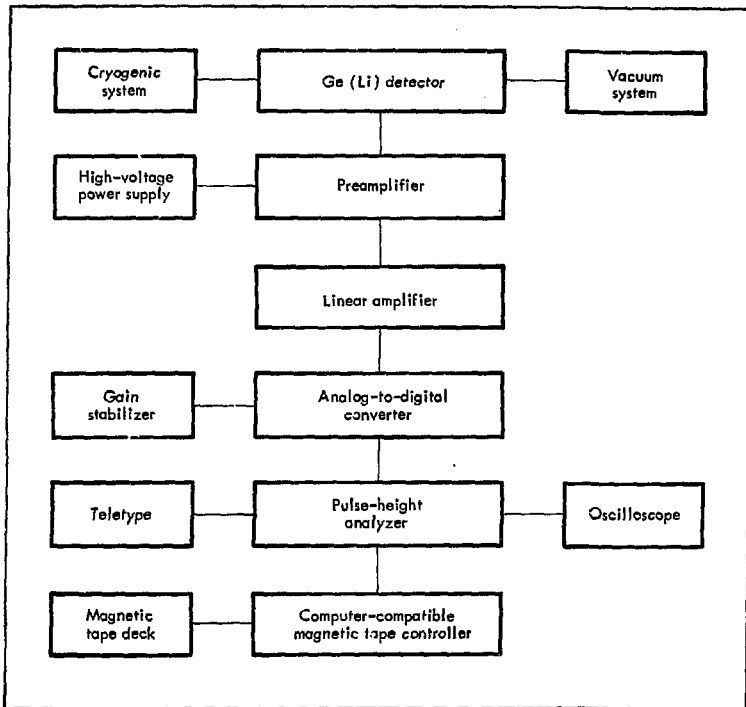 Cryogenic
system
Ge (Li) detector
Vacuum
system
High-voltage
power supply
Preamplifier
Linear amplifier
Gain
stabilizer
Analog-to-digital
converter
Teletype
Pulse-height
analyzer
Oscilloscope
Magnetic
tape deck
Computer-compatible
magnetic tape controller